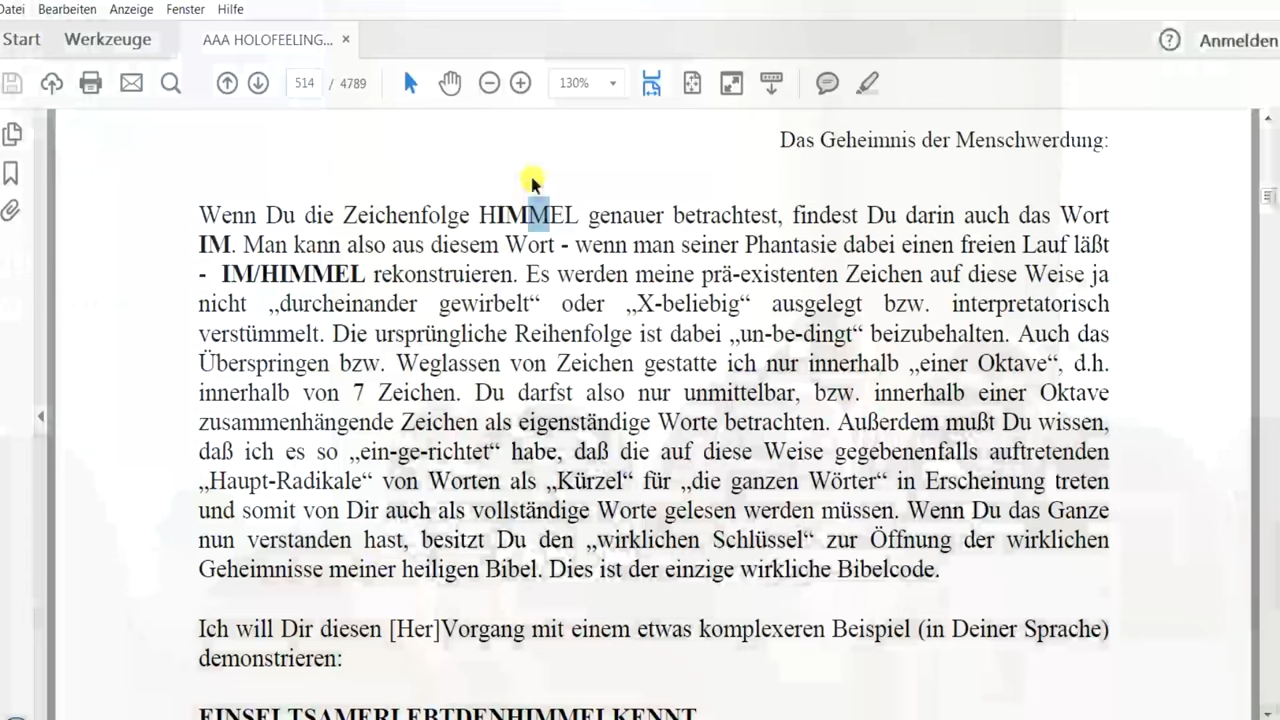 Datei Bearbeiten Anzeige Fenster Hilfe
Start Werkzeuge AAA HOLOFEELING... × ? Anmelden
514 / 4789 130%
Das Geheimnis der Menschwerdung:
Wenn Du die Zeichenfolge HIMMEL genauer betrachtest, findest Du darin auch das Wort
IM. Man kann also aus diesem Wort - wenn man seiner Phantasie dabei einen freien Lauf läßt
- IM/HIMMEL rekonstruieren. Es werden meine prä-existenten Zeichen auf diese Weise ja
nicht „durcheinander gewirbelt“ oder „X-beliebig“ ausgelegt bzw. interpretatorisch
verstümmelt. Die ursprüngliche Reihenfolge ist dabei „un-be-dingt“ beizubehalten. Auch das
Überspringen bzw. Weglassen von Zeichen gestatte ich nur innerhalb „einer Oktave“, d.h.
innerhalb von 7 Zeichen. Du darfst also nur unmittelbar, bzw. innerhalb einer Oktave
zusammenhängende Zeichen als eigenständige Worte betrachten. Außerdem mußt Du wissen,
daß ich es so „ein-ge-richtet“ habe, daß die auf diese Weise gegebenenfalls auftretenden
„Haupt-Radikale“ von Worten als „Kürzel“ für „die ganzen Wörter“ in Erscheinung treten
und somit von Dir auch als vollständige Worte gelesen werden müssen. Wenn Du das Ganze
nun verstanden hast, besitzt Du den „wirklichen Schlüssel“ zur Öffnung der wirklichen
Geheimnisse meiner heiligen Bibel. Dies ist der einzige wirkliche Bibelcode.
Ich will Dir diesen [Her]Vorgang mit einem etwas komplexeren Beispiel (in Deiner Sprache)
demonstrieren:
EINSELTSAMERLEBTDENHIMMELKENNT